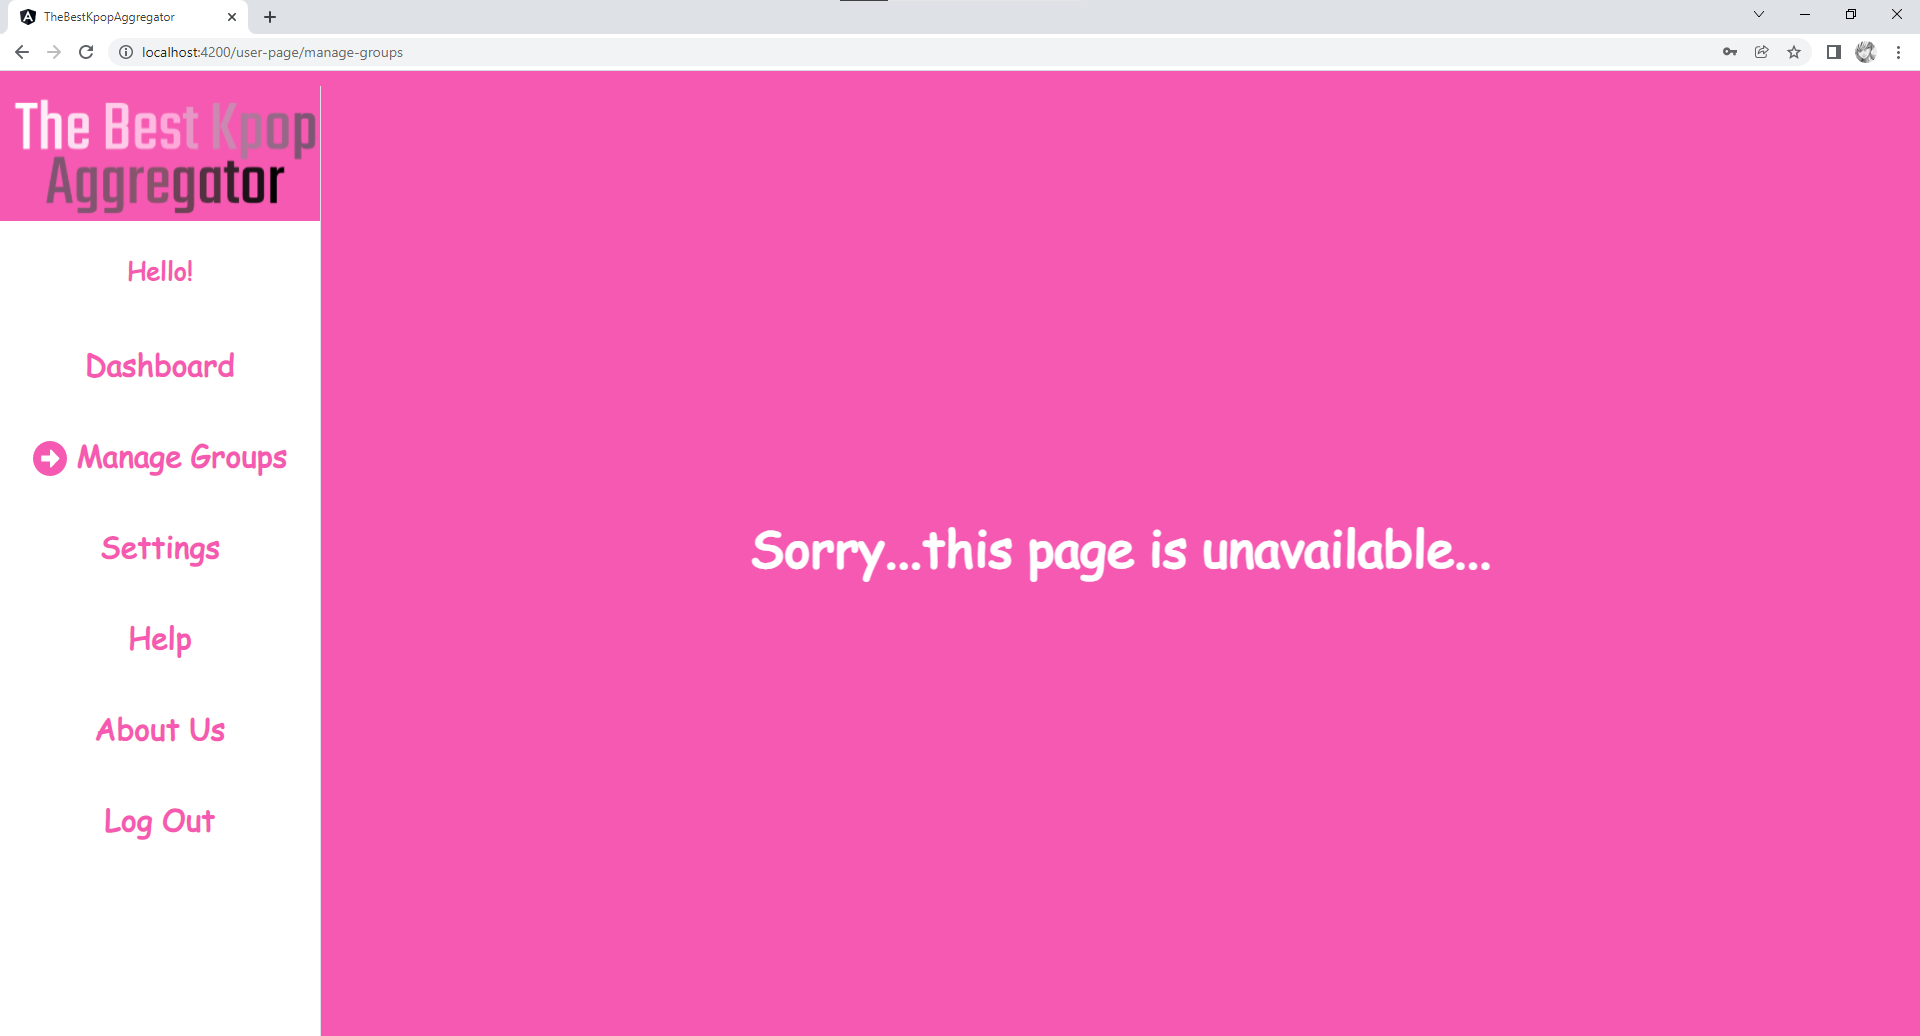 TheBestKpopAggregator
localhost:4200/user-page/manage-groups
The Best Kpop
Aggregator
Hello!
Dashboard
Manage Groups
Settings
Help
About Us
Log Out
Sorry...this page is unavailable...